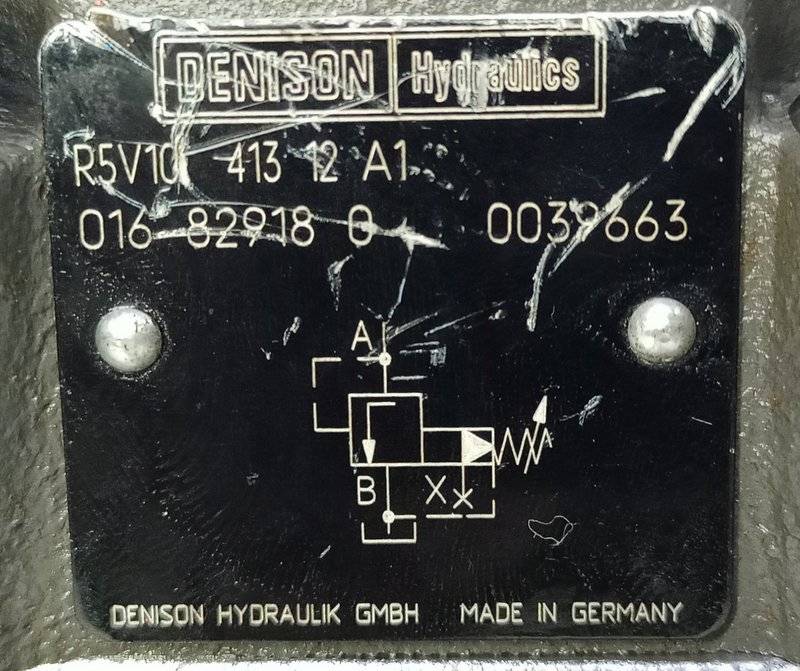 DENISON Hydraulics
R5V10 413 12 A1
016 82918 0 0039663
A
B X
DENISON HYDRAULIK GMBH MADE IN GERMANY